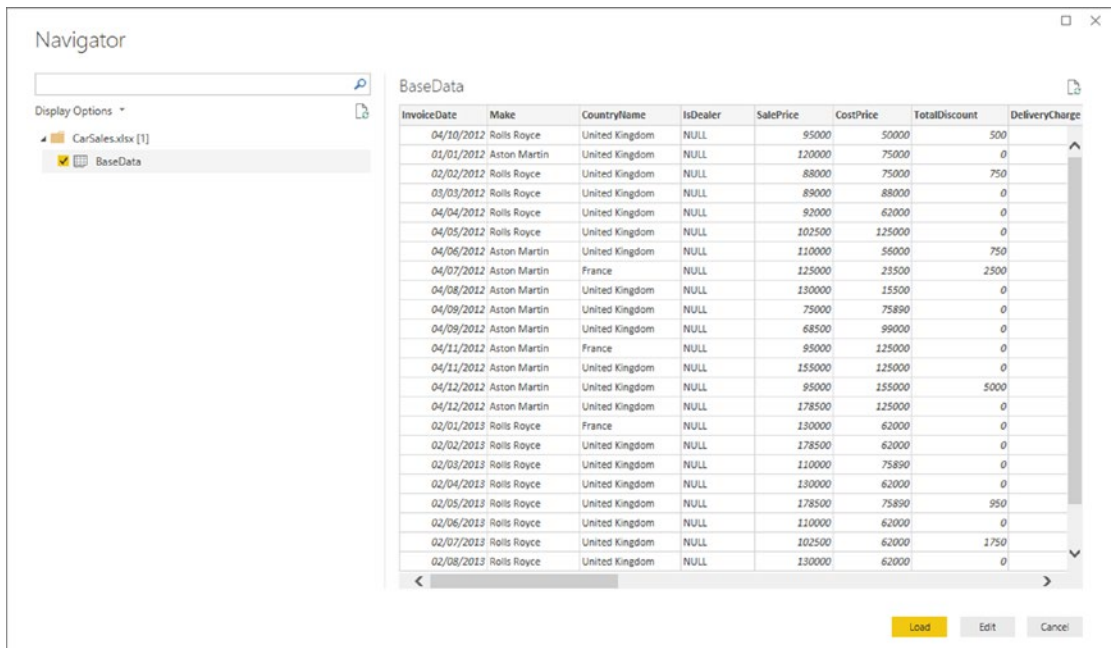 Navigator
Display Options
CarSales.xlsx [1]
BaseData
BaseData
InvoiceDate Make CountryName IsDealer SalePrice CostPrice TotalDiscount DeliveryCharge
04/10/2012 Rolls Royce United Kingdom NULL 95000 50000 500
01/01/2012 Aston Martin United Kingdom NULL 120000 75000 0
02/02/2012 Rolls Royce United Kingdom NULL 88000 75000 750
03/03/2012 Rolls Royce United Kingdom NULL 89000 88000 0
04/04/2012 Rolls Royce United Kingdom NULL 92000 62000 0
04/05/2012 Rolls Royce United Kingdom NULL 102500 125000 0
04/06/2012 Aston Martin United Kingdom NULL 110000 56000 750
04/07/2012 Aston Martin France NULL 125000 23500 2500
04/08/2012 Aston Martin United Kingdom NULL 130000 15500 0
04/09/2012 Aston Martin United Kingdom NULL 75000 75890 0
04/09/2012 Aston Martin United Kingdom NULL 68500 99000 0
04/11/2012 Aston Martin France NULL 95000 125000 0
04/11/2012 Aston Martin United Kingdom NULL 155000 125000 0
04/12/2012 Aston Martin United Kingdom NULL 95000 155000 5000
04/12/2012 Aston Martin United Kingdom NULL 178500 125000 0
02/01/2013 Rolls Royce France NULL 130000 62000 0
02/02/2013 Rolls Royce United Kingdom NULL 178500 62000 0
02/03/2013 Rolls Royce United Kingdom NULL 110000 75890 0
02/04/2013 Rolls Royce United Kingdom NULL 130000 62000 0
02/05/2013 Rolls Royce United Kingdom NULL 178500 75890 950
02/06/2013 Rolls Royce United Kingdom NULL 110000 62000 0
02/07/2013 Rolls Royce United Kingdom NULL 102500 62000 1750
02/08/2013 Rolls Royce United Kingdom NULL 130000 62000 0
Load Edit Cancel